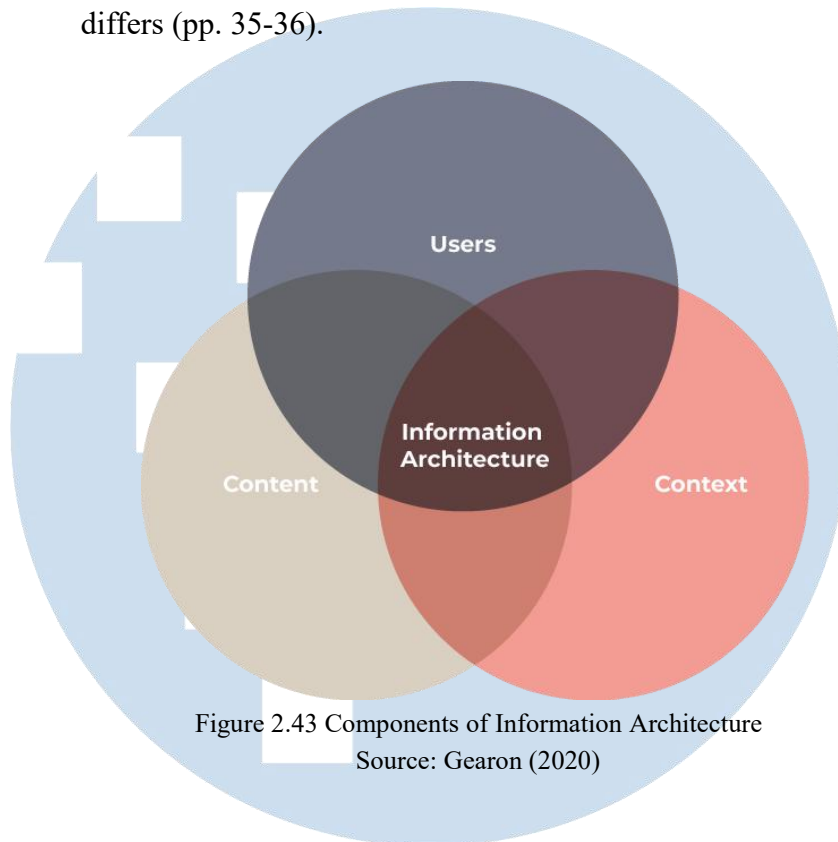 differs (pp. 35-36).
Users
Information
Architecture
Content
Context
Figure 2.43 Components of Information Architecture
Source: Gearon (2020)